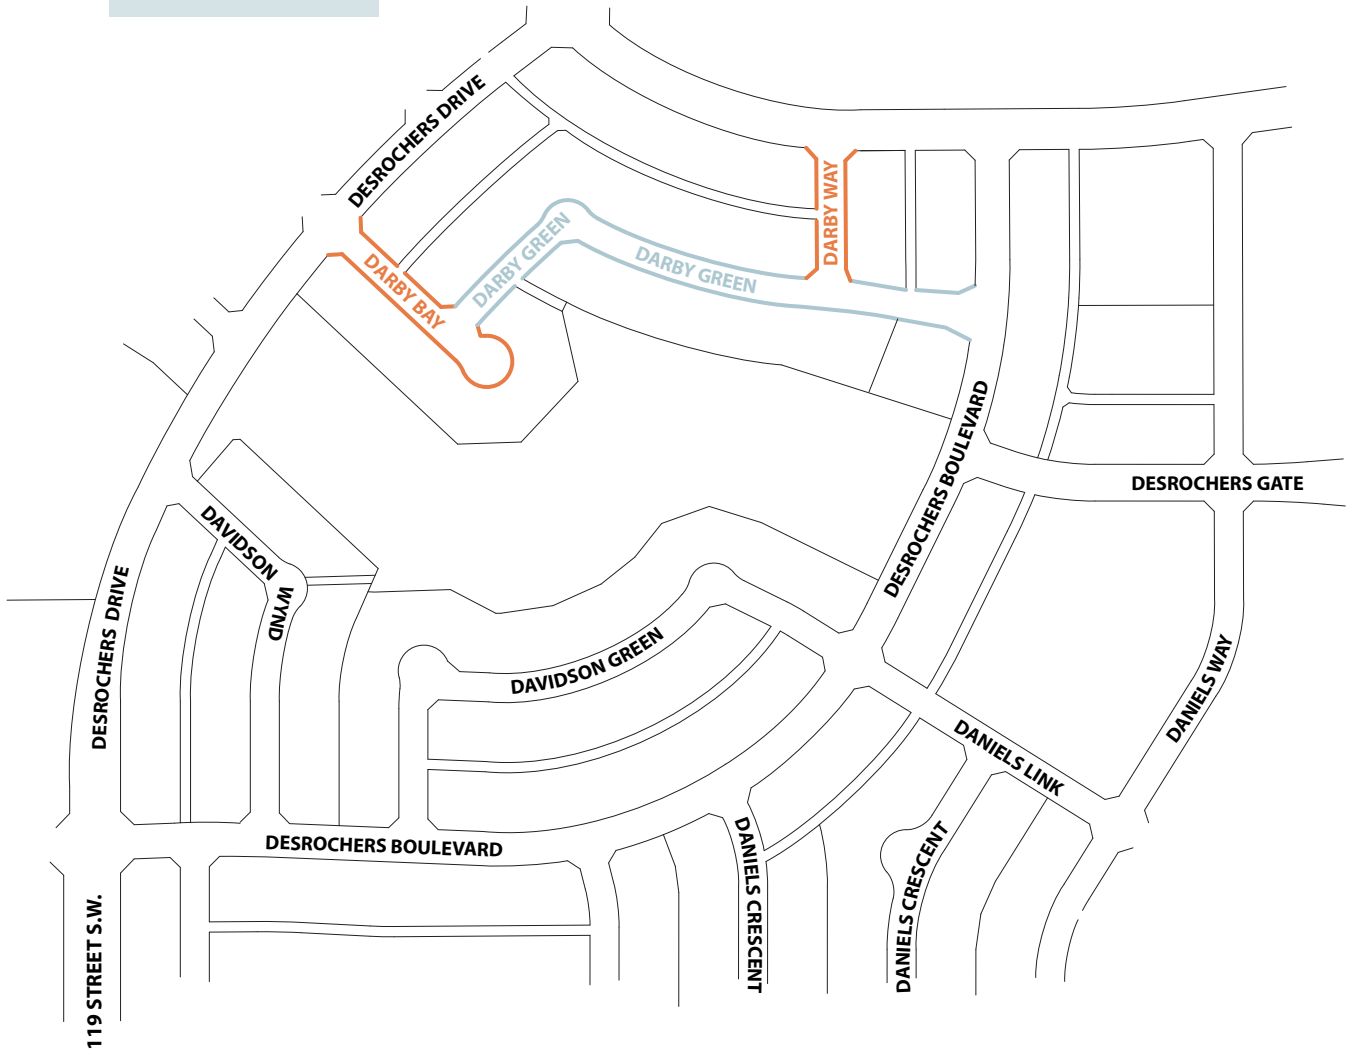 DESROCHERS DRIVE
DARBY WAY
DARBY GREEN
DARBY GREEN
DARBY BAY
DESROCHERS BOULEVARD
DESROCHERS GATE
DAVIDSON
WYND
DESROCHERS DRIVE
DAVIDSON GREEN
DANIELS WAY
DANIELS LINK
DESROCHERS BOULEVARD
DANIELS CRESCENT
DANIELS CRESCENT
119 STREET S.W.